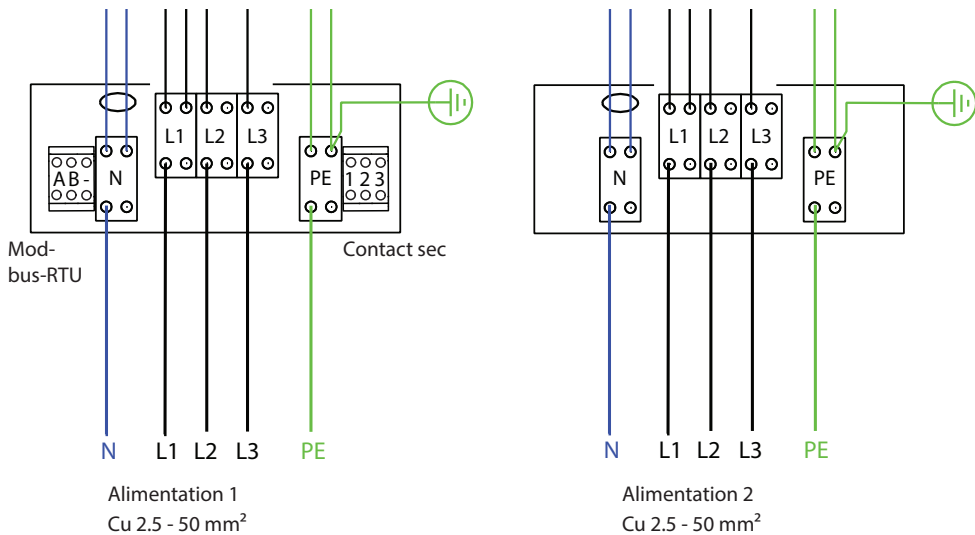 L1 L2 L3
A B - N PE 1 2 3
Mod-
bus-RTU
Contact sec
N L1 L2 L3 PE
Alimentation 1
Cu 2.5 - 50 mm²
L1 L2 L3
N PE
N L1 L2 L3 PE
Alimentation 2
Cu 2.5 - 50 mm²